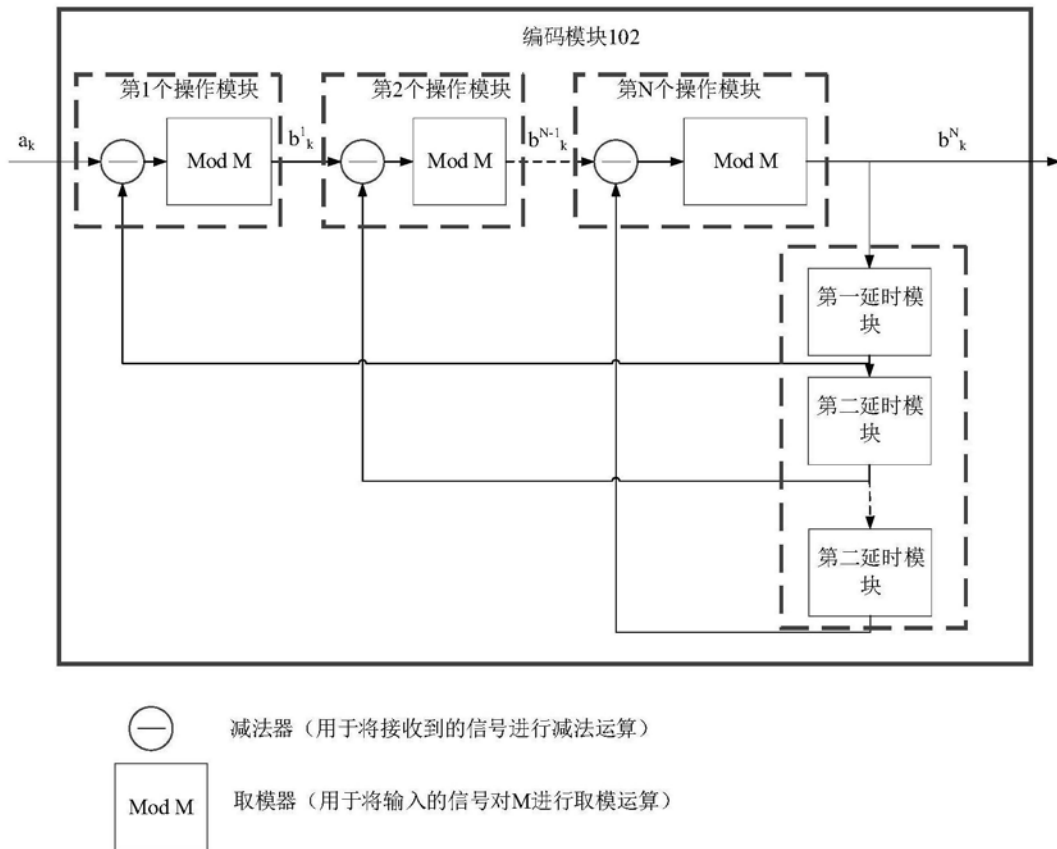 编码模块102
第1个操作模块
第2个操作模块
第N个操作模块
a_k
Mod M
b^1_k
Mod M
b^{N-1}_k
Mod M
b^N_k
第一延时模
块
第二延时模
块
第二延时模
块
减法器（用于将接收到的信号进行减法运算）
Mod M
取模器（用于将输入的信号对M进行取模运算）